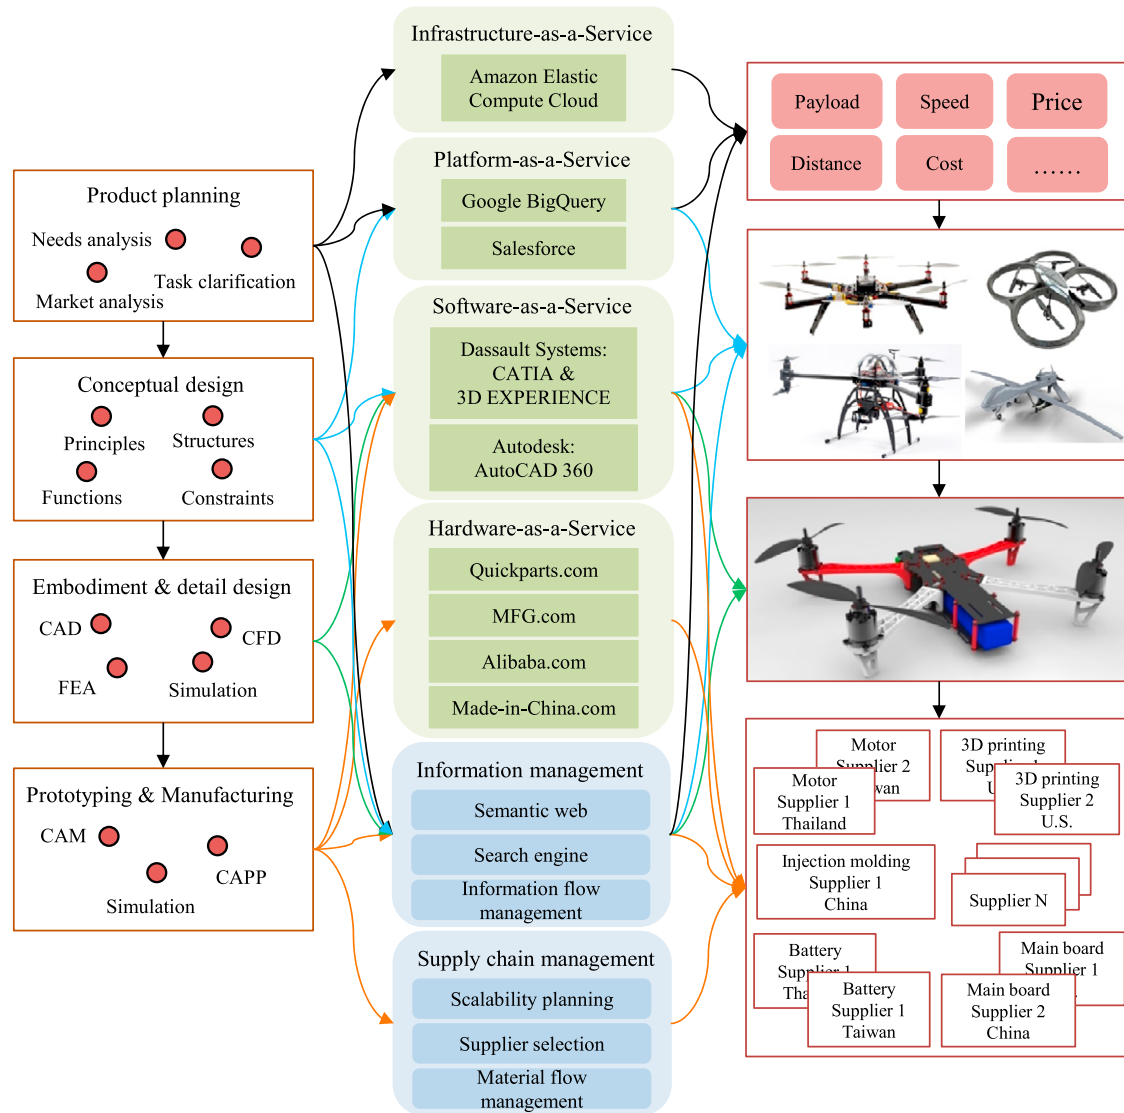 Product planning
Needs analysis
Task clarification
Market analysis
Conceptual design
Principles
Structures
Functions
Constraints
Embodiment & detail design
CAD
CFD
FEA
Simulation
Prototyping & Manufacturing
CAM
CAPP
Simulation
Infrastructure-as-a-Service
Amazon Elastic
Compute Cloud
Platform-as-a-Service
Google BigQuery
Salesforce
Software-as-a-Service
Dassault Systems:
CATIA &
3D EXPERIENCE
Autodesk:
AutoCAD 360
Hardware-as-a-Service
Quickparts.com
MFG.com
Alibaba.com
Made-in-China.com
Information management
Semantic web
Search engine
Information flow
management
Supply chain management
Scalability planning
Supplier selection
Material flow
management
Payload
Speed
Price
Distance
Cost
……
Motor
Supplier 2
Motor
Supplier 1
Thailand
3D printing
3D printing
Supplier 2
U.S.
Injection molding
Supplier 1
China
Supplier N
Battery
Supplier 1
Battery
Supplier 1
Taiwan
Main board
Supplier 1
Main board
Supplier 2
China